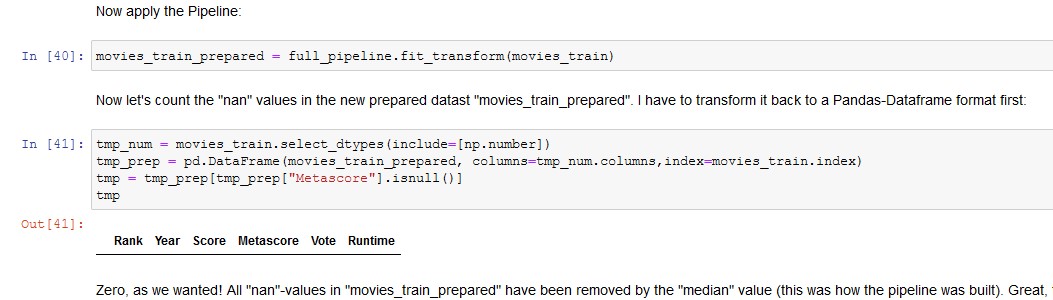 Now apply the Pipeline:
In [40]: movies_train_prepared = full_pipeline.fit_transform(movies_train)
Now let's count the "nan" values in the new prepared datast "movies_train_prepared". I have to transform it back to a Pandas-Dataframe format first:
In [41]: tmp_num = movies_train.select_dtypes(include=[np.number])
tmp_prep = pd.DataFrame(movies_train_prepared, columns=tmp_num.columns,index=movies_train.index)
tmp = tmp_prep[tmp_prep["Metascore"].isnull()]
tmp
Out[41]:
Rank Year Score Metascore Vote Runtime
Zero, as we wanted! All "nan"-values in "movies_train_prepared" have been removed by the "median" value (this was how the pipeline was built). Great,